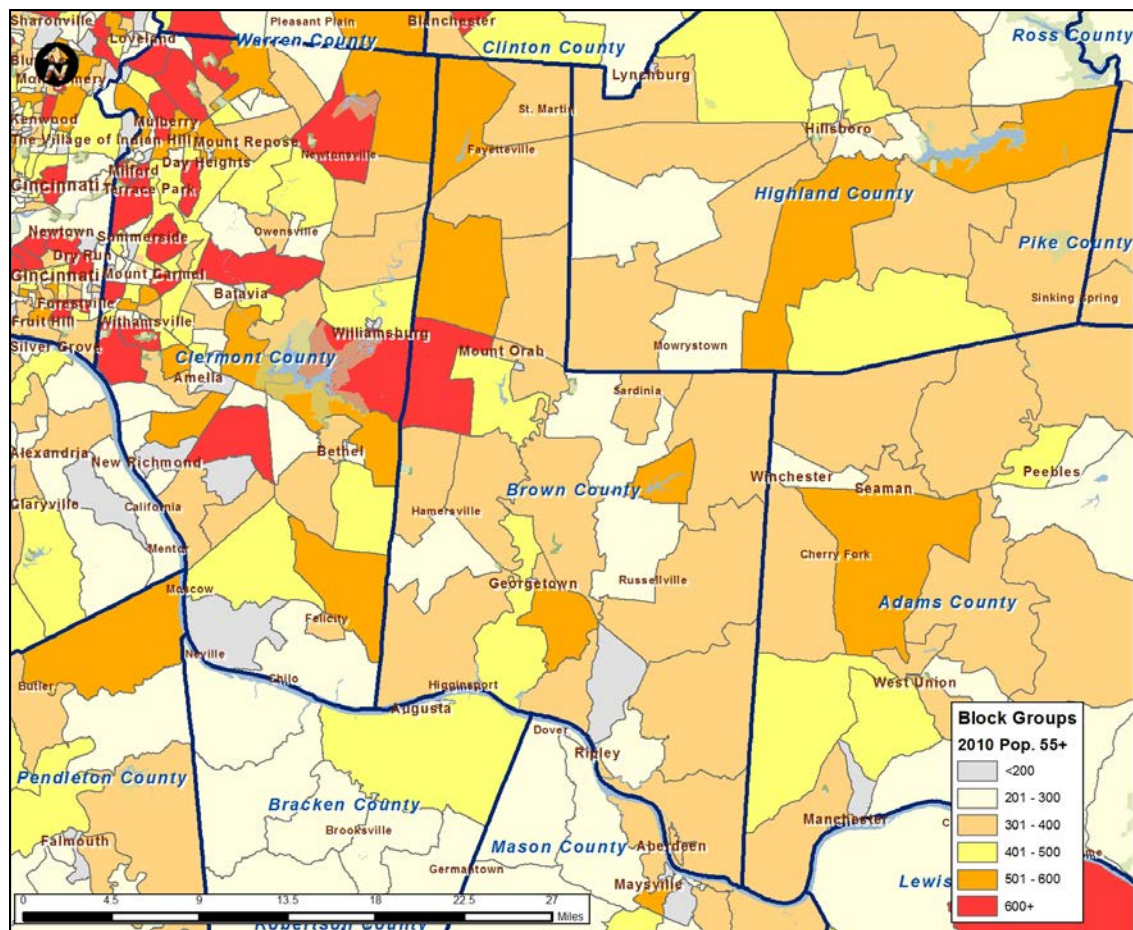 Sharonville
Pleasant Plain
Blanchester
Loveland
Warren County
Clinton County
Ross County
Blue Ash
Montgomery
N
Lynchburg
St. Martin
Kenwood
Mulberry
The Village of Indian Hill
Mount Repose
Hillsboro
Day Heights
Newtonsville
Fayetteville
Milford
Cincinnati
Terrace Park
Highland County
Newtown
Summerside
Owensville
Pike County
Dry Run
Cincinnati
Mount Carmel
Batavia
Sinking Spring
Forestville
Fruit Hill
Withamsville
Williamsburg
Silver Grove
Clermont County
Mount Orab
Mowrystown
Amelia
Sardinia
Alexandria
New Richmond
Bethel
Winchester
Peebles
Claryville
California
Brown County
Seaman
Hamersville
Mentor
Cherry Fork
Moscow
Georgetown
Russellville
Felicity
Adams County
Neville
Chilo
Butler
Higginsport
West Union
Augusta
Dover
Ripley
Pendleton County
Bracken County
Brooksville
Manchester
Falmouth
Mason County
Aberdeen
Germantown
Maysville
Lewis
Robertson County
Block Groups
2010 Pop. 55+
<200
201 - 300
301 - 400
401 - 500
501 - 600
600+
0 4.5 9 13.5 18 22.5 27
Miles